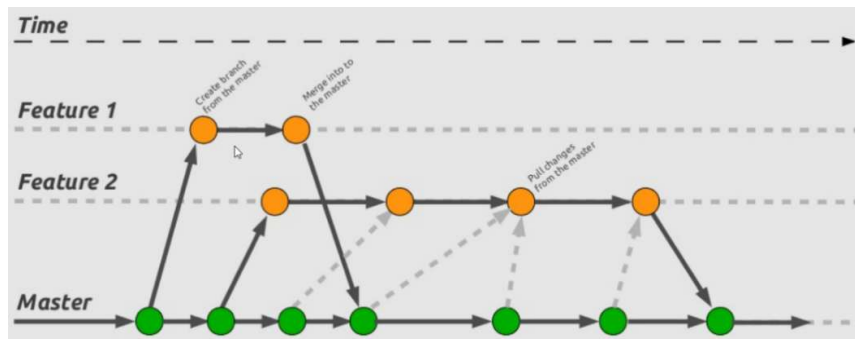 Time
Create branch
from the master
Merge into to
the master
Feature 1
Pull changes
from the master
Feature 2
Master